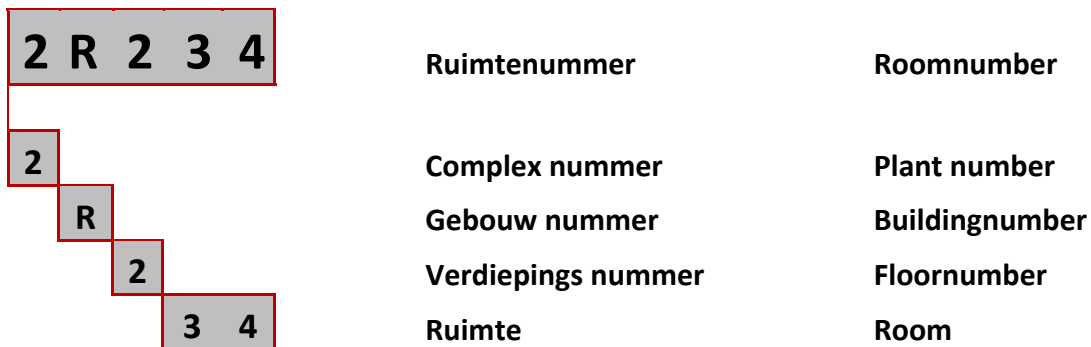 2 R 2 3 4 Ruimtenummer Roomnumber
2 Complex nummer Plant number
R Gebouw nummer Buildingnumber
2 Verdiepings nummer Floornumber
3 4 Ruimte Room